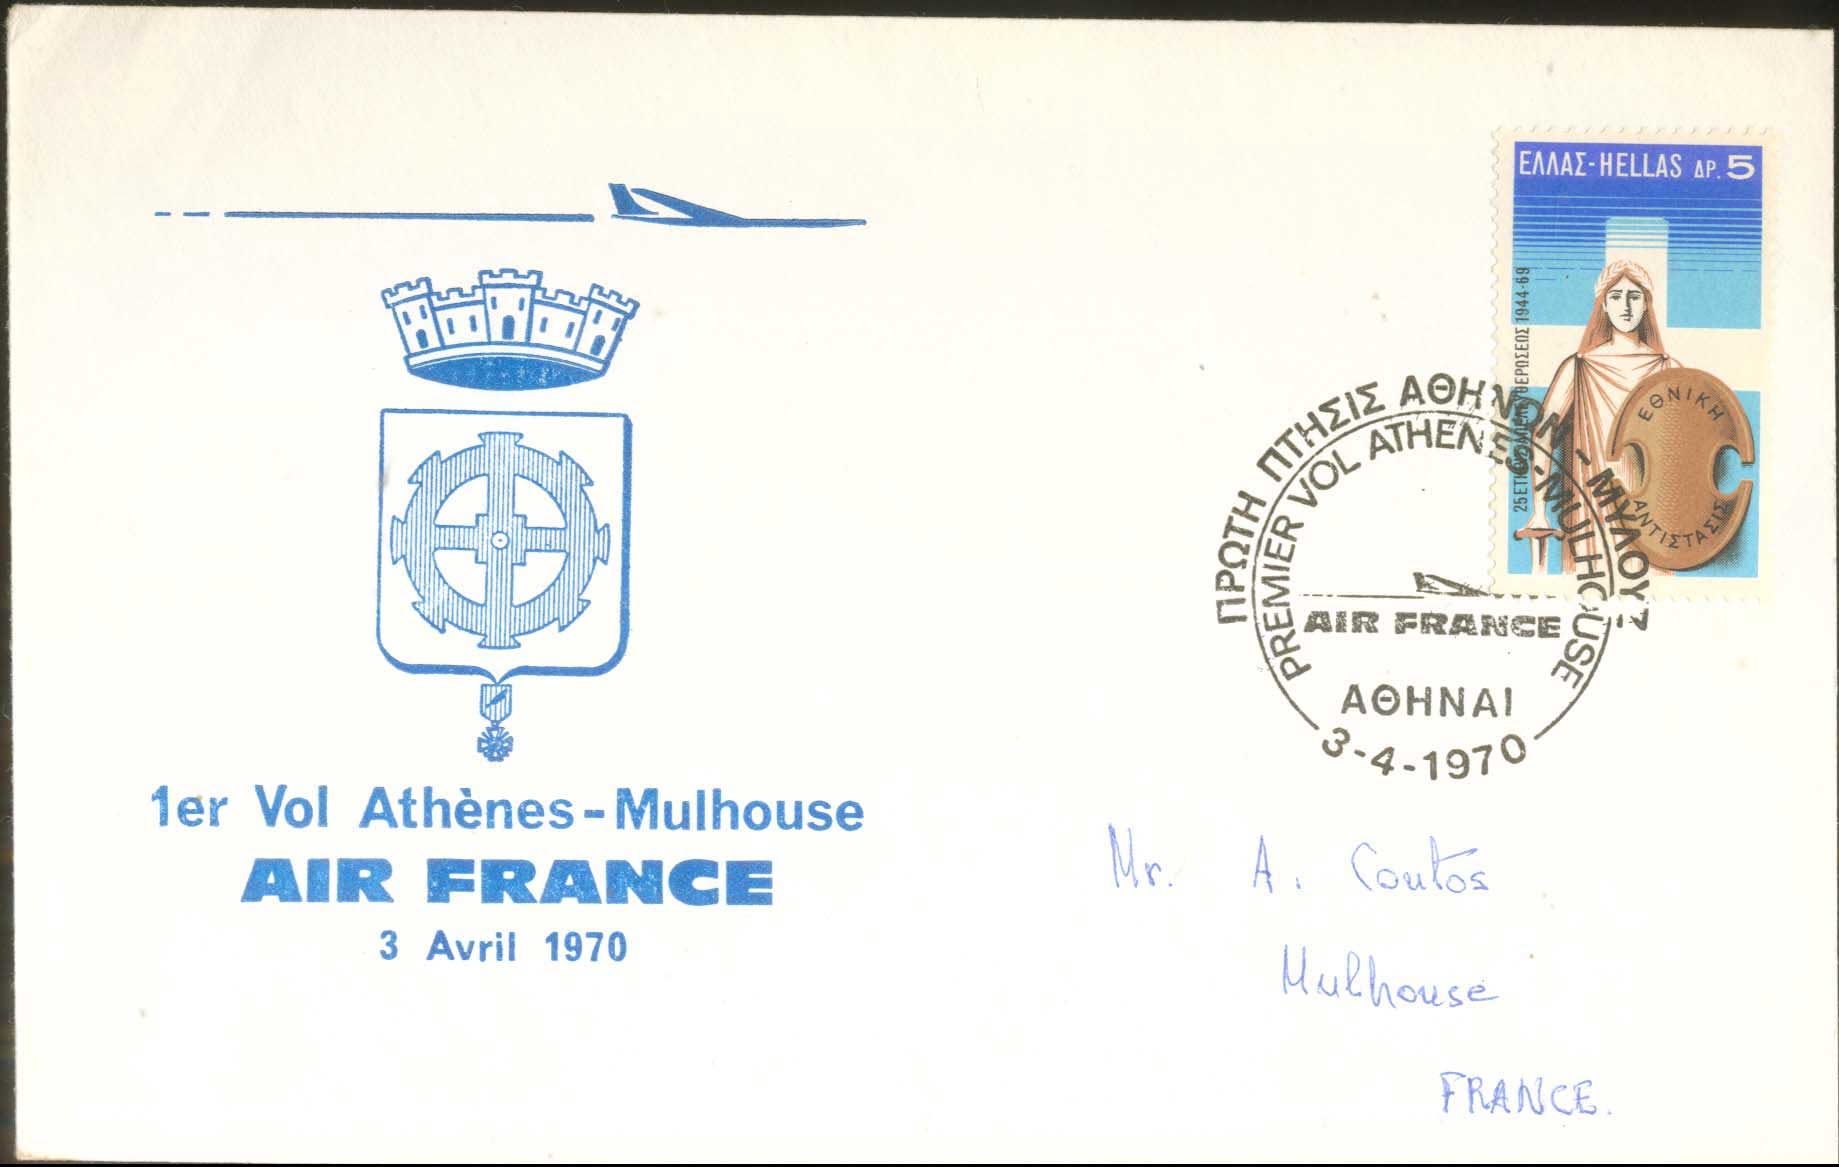 ΕΛΛΑΣ-HELLAS ΔΡ. 5
1944-69
ΕΘΝΙΚΗ
ΑΝΤΙΣΤΑΣΙΣ
ΠΡΩΤΗ ΠΤΗΣΙΣ ΑΘΗΝΩΝ-ΜΥΛΟΥΖ
PREMIER VOL ATHENES-MULHOUSE
AIR FRANCE
ΑΘΗΝΑΙ
3-4-1970
1er Vol Athènes-Mulhouse
AIR FRANCE
3 Avril 1970
Mr. A. Coutos
Mulhouse
FRANCE.